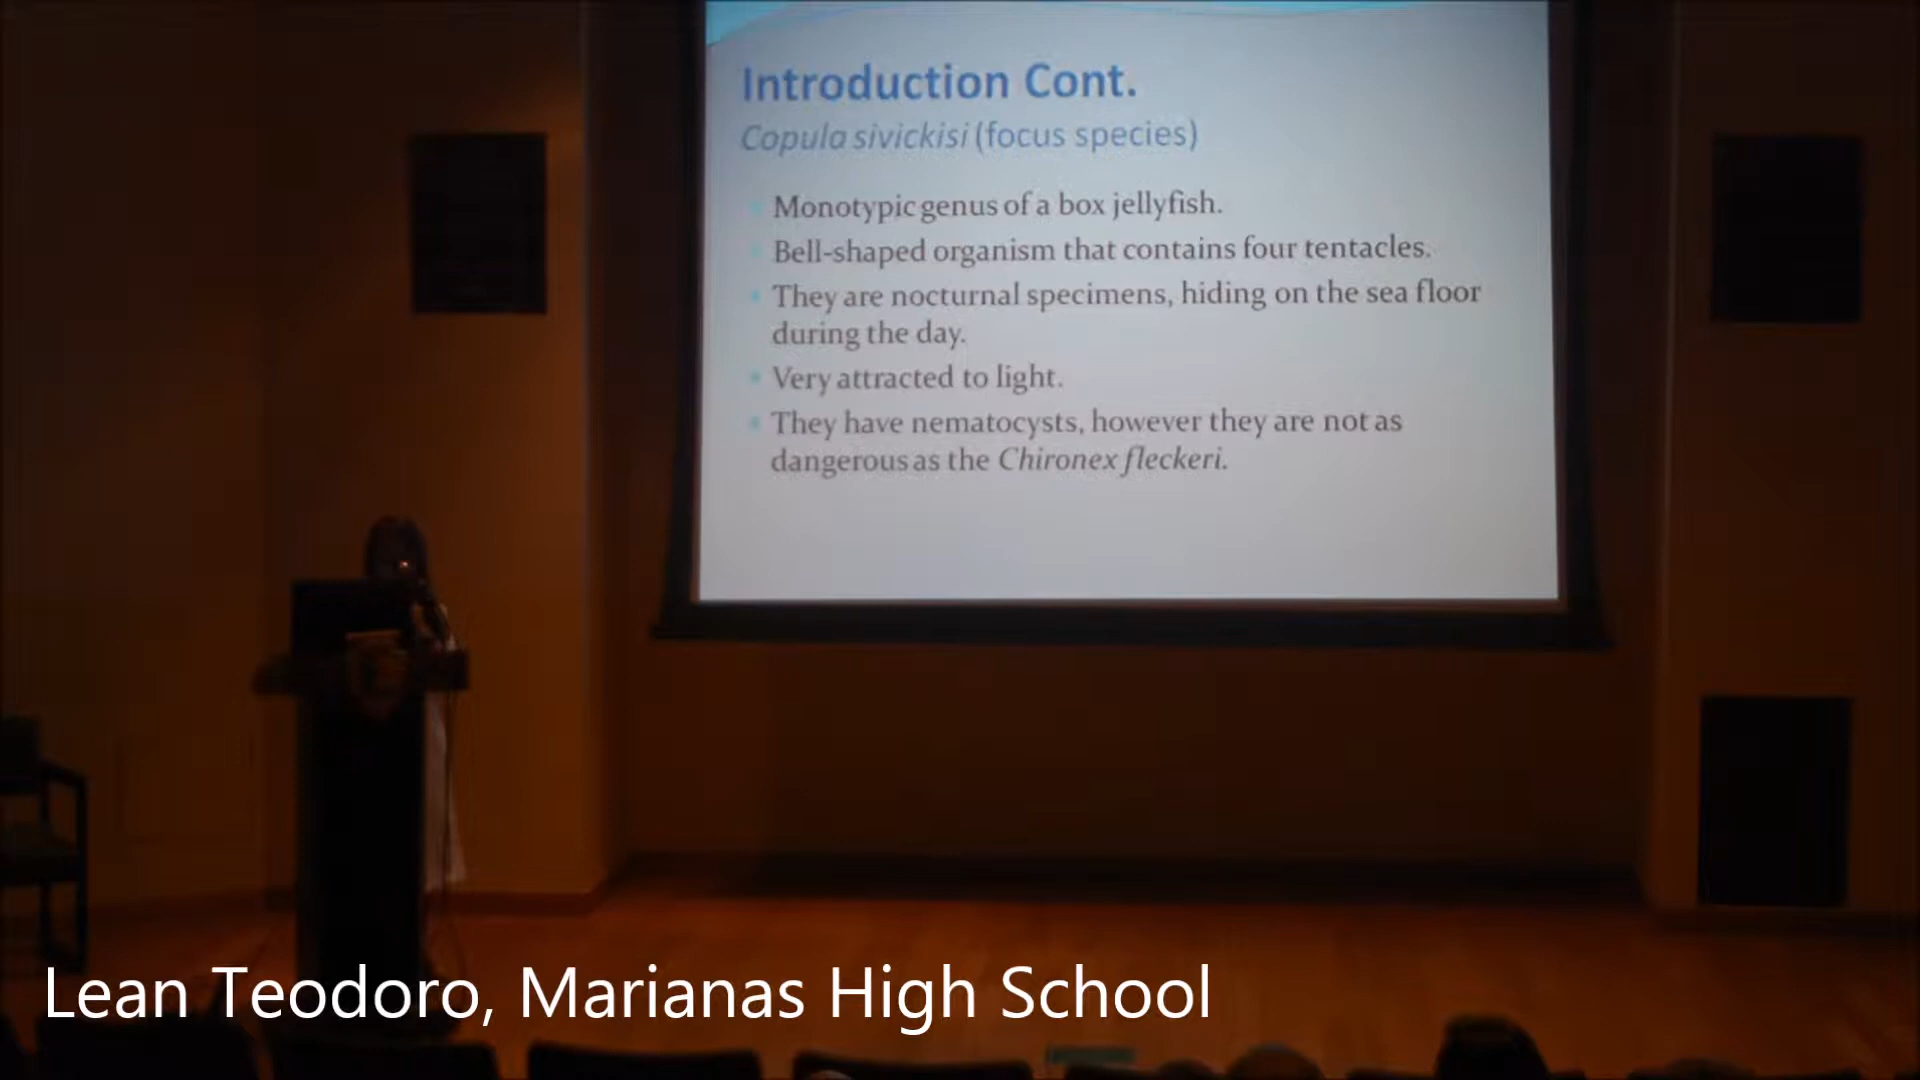 Introduction Cont.
Copula sivickisi (focus species)
Monotypic genus of a box jellyfish.
Bell-shaped organism that contains four tentacles.
They are nocturnal specimens, hiding on the sea floor
during the day.
Very attracted to light.
They have nematocysts, however they are not as
dangerous as the Chironex fleckeri.
Lean Teodoro, Marianas High School